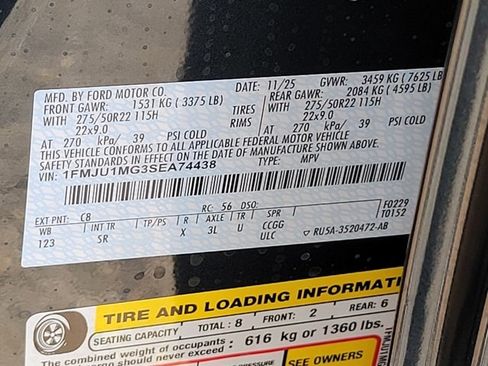 MFD. BY FORD MOTOR CO.
DATE: 11/25 GVWR: 3459 KG ( 7625 LB)
FRONT GAWR: 1531 KG ( 3375 LB) REAR GAWR: 2084 KG ( 4595 LB)
WITH 275/50R22 115H TIRES WITH 275/50R22 115H
22x9.0 RIMS 22x9.0
AT 270 kPa/ 39 PSI COLD AT 270 kPa/ 39 PSI COLD
THIS VEHICLE CONFORMS TO ALL APPLICABLE FEDERAL MOTOR VEHICLE
SAFETY STANDARDS IN EFFECT ON THE DATE OF MANUFACTURE SHOWN ABOVE.
VIN: 1FMJU1MG3SEA74438
TYPE: MPV
F0229
T0152
EXT PNT: C8 RC: 56 DSO:
WB INT TR TP/PS R AXLE TR SPR
123 SR X 3L U CCGG
ULC RU5A-3520472-AB
TIRE AND LOADING INFORMAT
SEATING CAPACITY TOTAL: 8 FRONT: 2 REAR: 6
The combined weight of occupants
cargo should never exceed: 616 kg or 1360 lbs.
SEE OWNERS